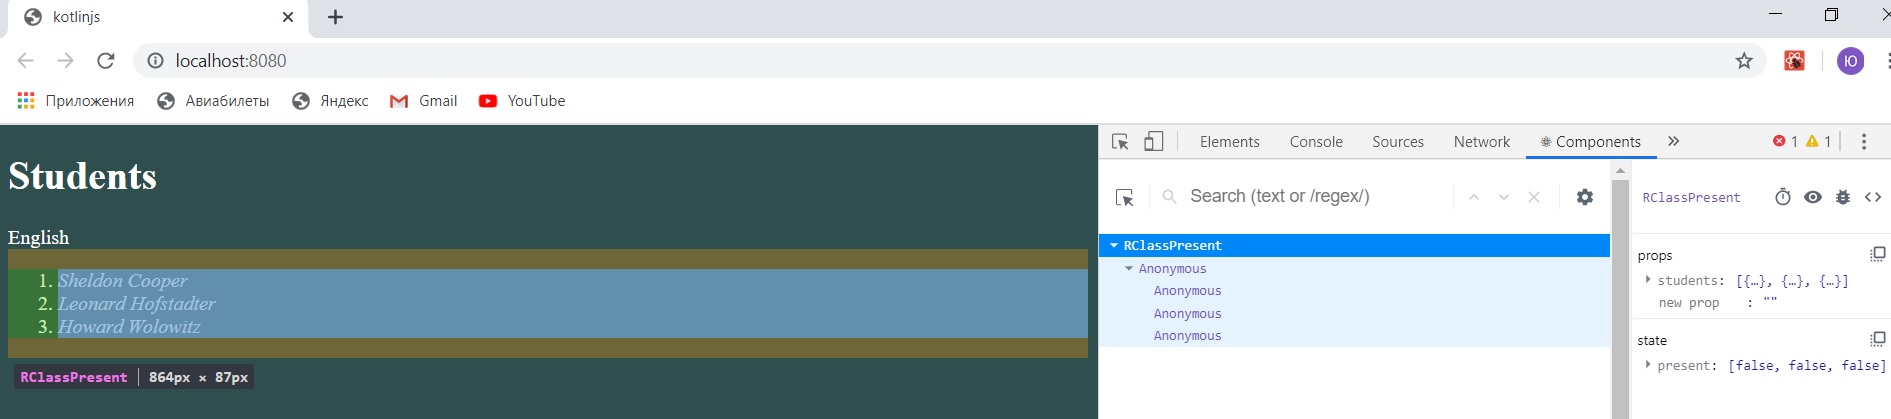 kotlinjs
localhost:8080
Ю
Приложения Авиабилеты Яндекс Gmail YouTube
Elements Console Sources Network Components » 1 1
Students
Search (text or /regex/)
RClassPresent
English
RClassPresent
props
Anonymous
students: [{…}, {…}, {…}]
1. Sheldon Cooper
Anonymous
new prop : ""
2. Leonard Hofstadter
Anonymous
3. Howard Wolowitz
Anonymous
state
present: [false, false, false]
RClassPresent 864px × 87px